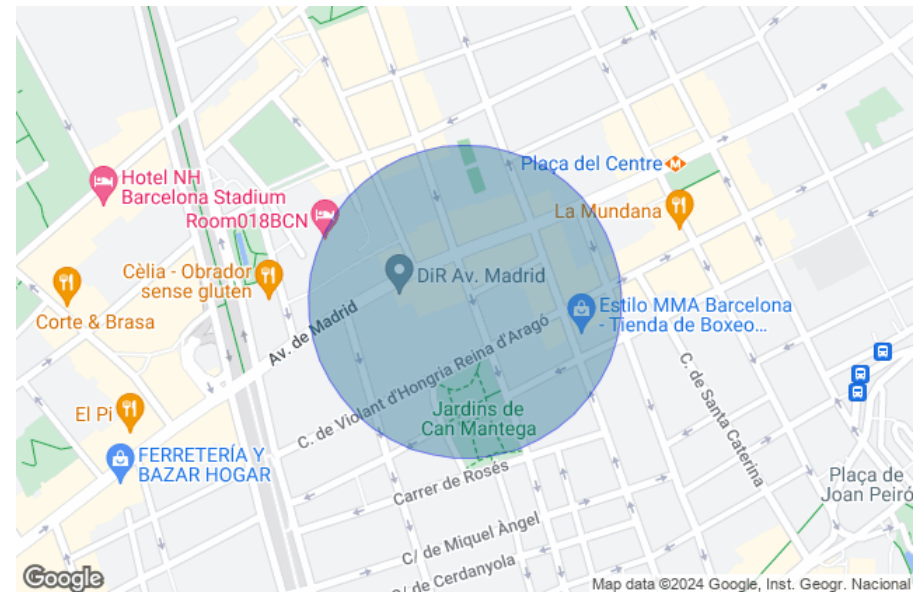 Hotel NH
Barcelona Stadium
Room018BCN
Plaça del Centre
M
La Mundana
Cèlia - Obrador
sense gluten
DiR Av. Madrid
Corte & Brasa
Av. de Madrid
Estilo MMA Barcelona
- Tienda de Boxeo...
C. de Violant d'Hongria Reina d'Aragó
C. de Santa Caterina
El Pi
Jardins de
Can Mantega
FERRETERÍA Y
BAZAR HOGAR
Carrer de Rosés
Plaça de
Joan Peiró
C/ de Miquel Àngel
C/ de Cerdanyola
Google
Map data ©2024 Google, Inst. Geogr. Nacional